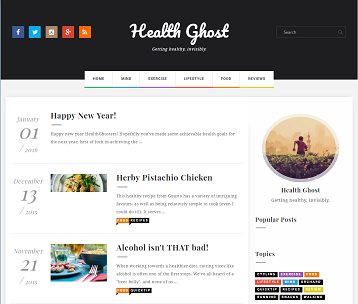 Health Ghost
Getting healthy, invisibly.
Search
HOME MIND EXERCISE LIFESTYLE FOOD REVIEWS
January
01
/ 2016
Happy New Year!
Happy new year HealthGhosters! Hopefully you've made some achievable health goals for
the next year; best of luck in achieving the ...
December
13
/ 2015
Herby Pistachio Chicken
This healthy recipe from Gousto has a variety of intriguing
flavours, as well as being relatively simple to cook (even I
could do it!). It serves ...
FOOD RECIPES
November
21
/ 2015
Alcohol isn't THAT bad!
When working towards a healthier diet, cutting vices like
alcohol is often one of the first steps. We've all heard of a
"beer belly", and none of us ...
FOOD QUICKTIP
Health Ghost
Getting healthy, invisibly.
Popular Posts
Topics
CYCLING EXERCISE FOOD
LIFESTYLE MIND ORCHARD
QUICKTIP RECIPES REVIEW
RUNNING SNACKS WALKING